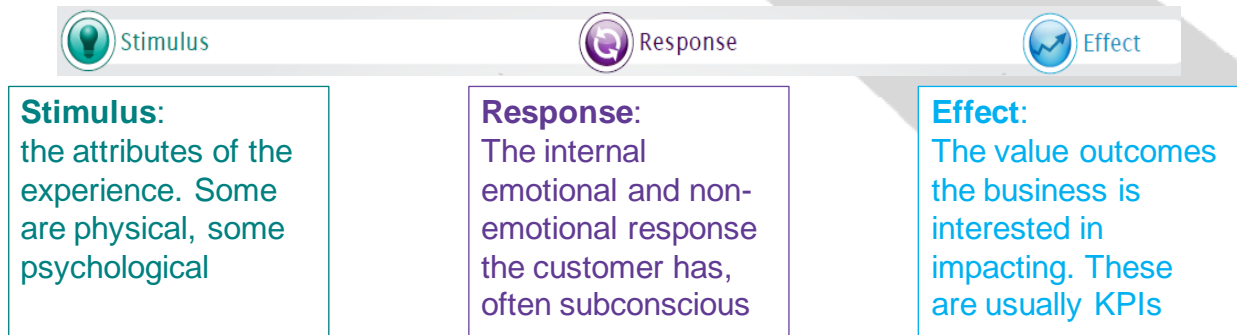 Stimulus
Response
Effect
Stimulus:
the attributes of the
experience. Some
are physical, some
psychological
Response:
The internal
emotional and non-
emotional response
the customer has,
often subconscious
Effect:
The value outcomes
the business is
interested in
impacting. These
are usually KPIs